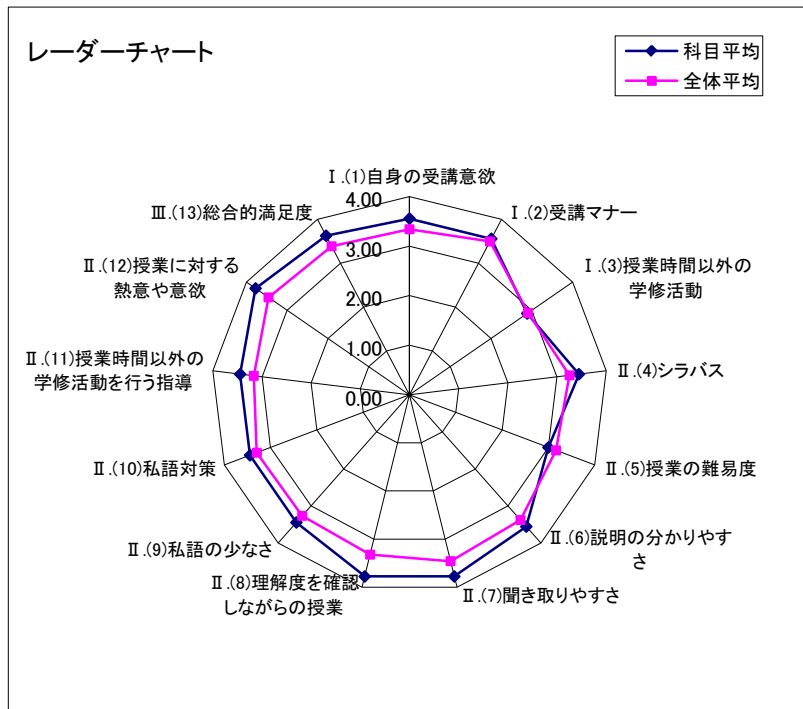 レーダーチャート
科目平均
全体平均
Ⅰ.(1)自身の受講意欲
Ⅰ.(2)受講マナー
Ⅰ.(3)授業時間以外の
学修活動
Ⅱ.(4)シラバス
Ⅱ.(5)授業の難易度
Ⅱ.(6)説明の分かりやす
さ
Ⅱ.(7)聞き取りやすさ
Ⅱ.(8)理解度を確認
しながらの授業
Ⅱ.(9)私語の少なさ
Ⅱ.(10)私語対策
Ⅱ.(11)授業時間以外の
学修活動を行う指導
Ⅱ.(12)授業に対する
熱意や意欲
Ⅲ.(13)総合的満足度
4.00
3.00
2.00
1.00
0.00